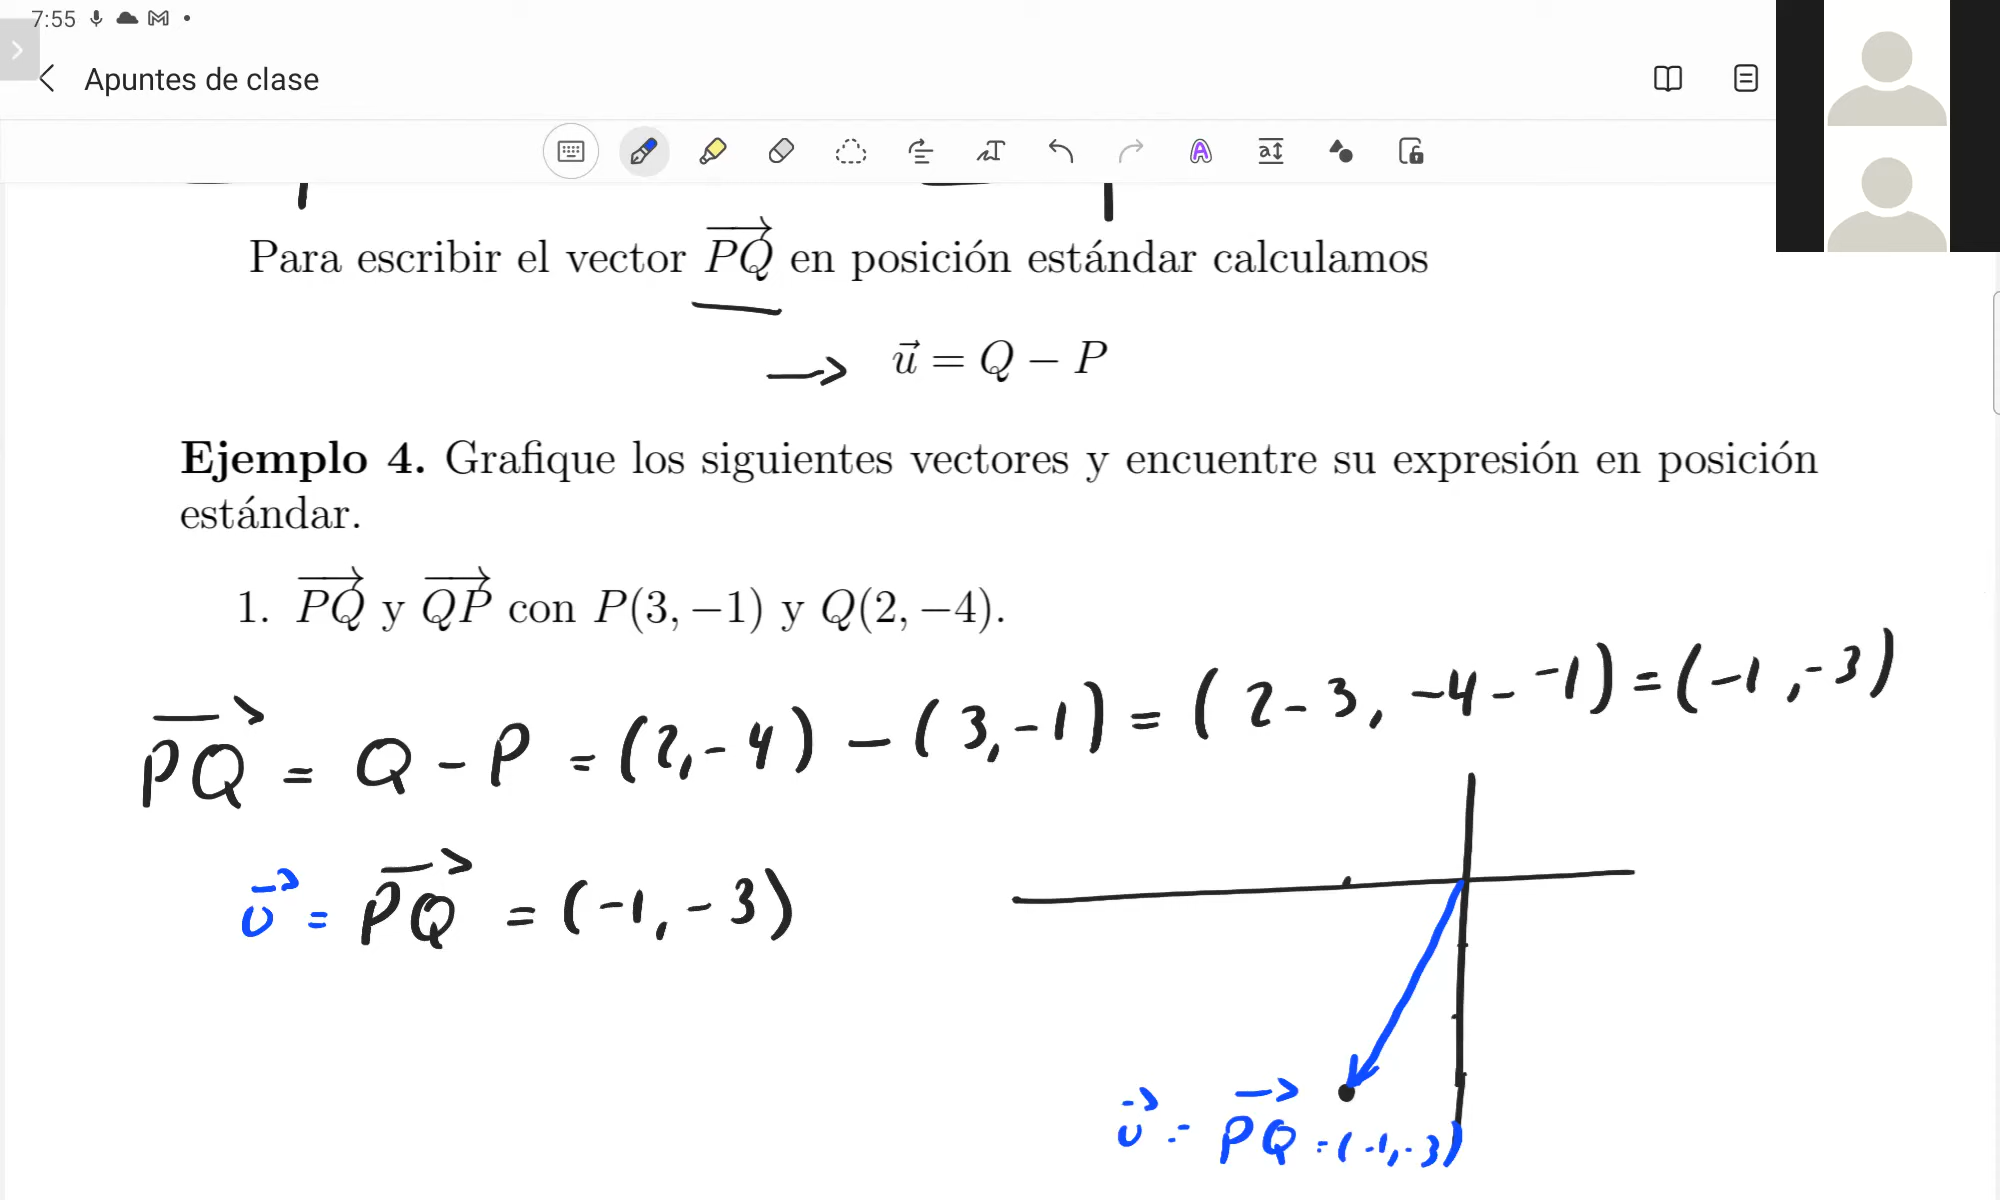 7:55
Apuntes de clase
Para escribir el vector PQ en posición estándar calculamos
→ u⃗ = Q − P
Ejemplo 4. Grafique los siguientes vectores y encuentre su expresión en posición
estándar.
1. PQ y QP con P(3, −1) y Q(2, −4).
PQ = Q - P = (2, -4) - (3, -1) = (2-3, -4--1) = (-1, -3)
u⃗ = PQ = (-1, -3)
u⃗ = PQ = (-1, -3)